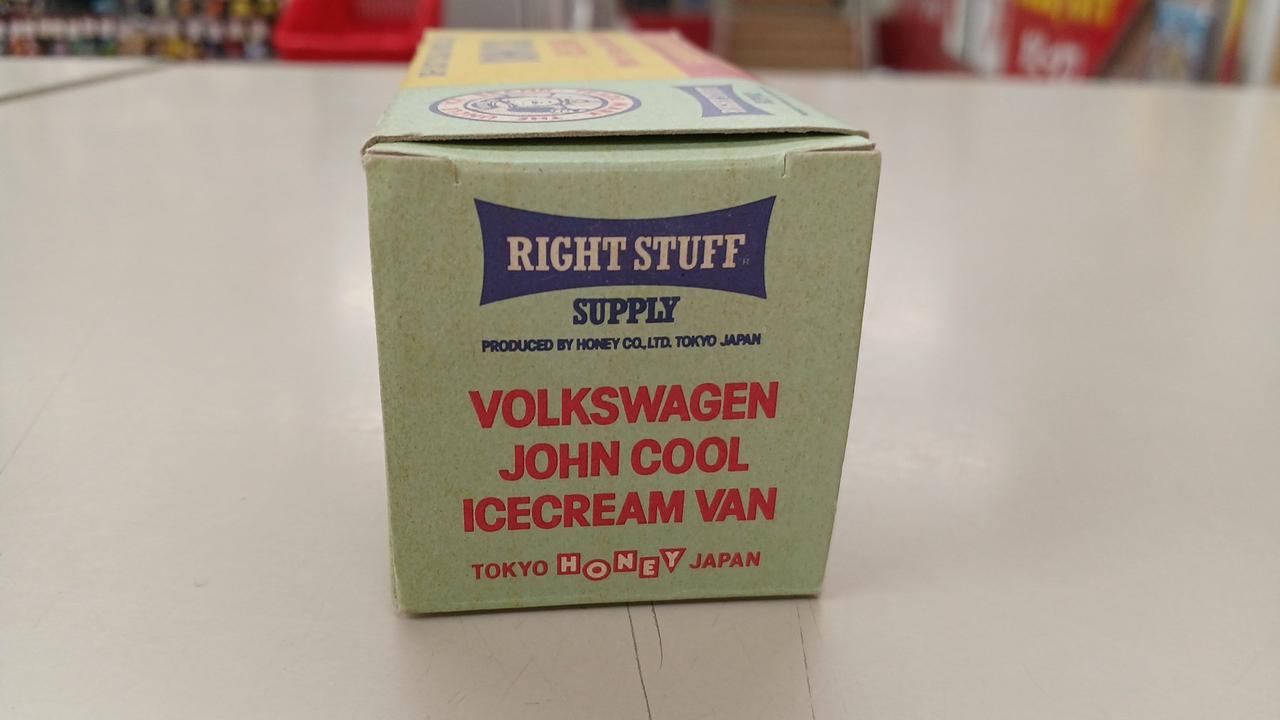 RIGHT STUFF
SUPPLY
PRODUCED BY HONEY CO., LTD. TOKYO JAPAN
VOLKSWAGEN
JOHN COOL
ICECREAM VAN
TOKYO HONEY JAPAN